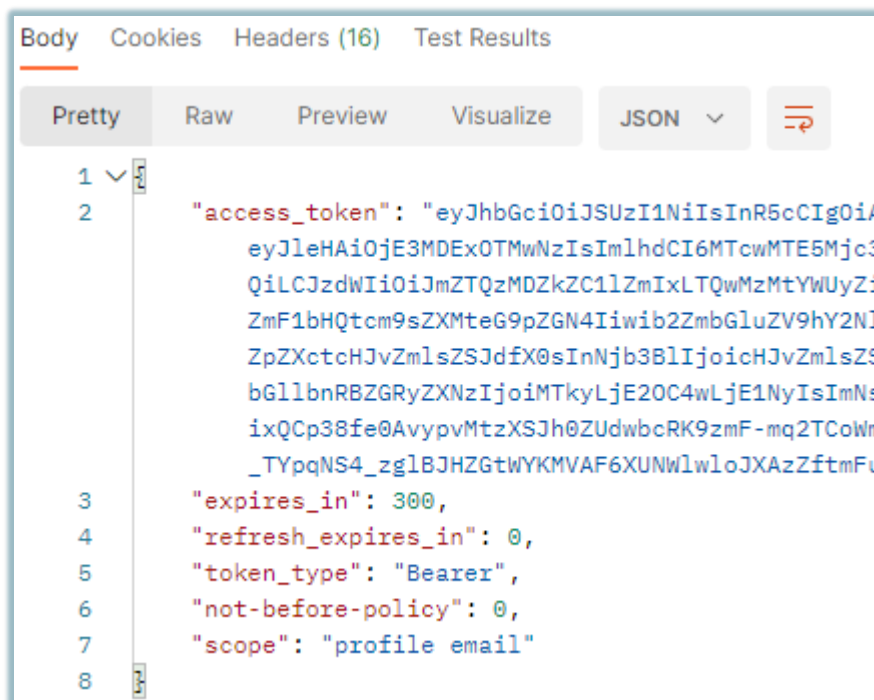 Body Cookies Headers (16) Test Results
Pretty Raw Preview Visualize JSON
1 {
2 "access_token": "eyJhbGciOiJSUzI1NiIsInR5cCIgOiA
eyJleHAiOjE3MDExOTMwNzIsImlhdCI6MTcwMTE5Mjc3
QiLCJzdWIiOiJmZTQzMDZkZC1lZmIxLTQwMzMtYWUyZi
ZmF1bHQtcm9sZXMteG9pZGN4Iiwib2ZmbGluZV9hY2Nl
ZpZXctcHJvZmlsZSJdfX0sInNjb3BlIjoicHJvZmlsZS
bGllbnRBZGRyZXNzIjoiMTkyLjE2OC4wLjE1NyIsImNs
ixQCp38fe0AvypvMtzXSJh0ZUdwbcRK9zmF-mq2TCoWm
_TYpqNS4_zglBJHZGtWYKMVAF6XUNWlwloJXAzZftmFu
3 "expires_in": 300,
4 "refresh_expires_in": 0,
5 "token_type": "Bearer",
6 "not-before-policy": 0,
7 "scope": "profile email"
8 }